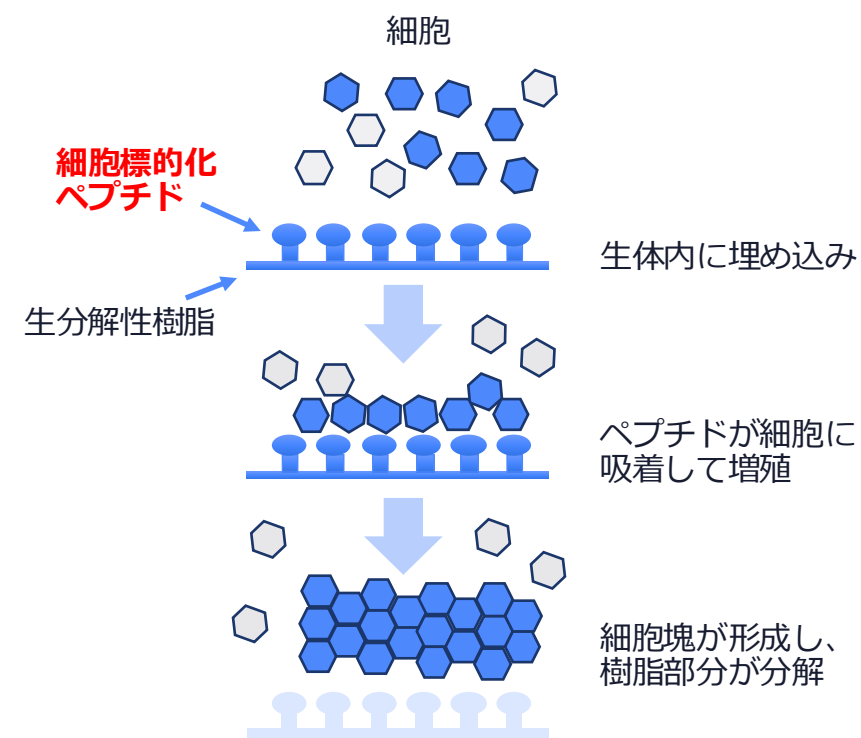 細胞
細胞標的化
ペプチド
生体内に埋め込み
生分解性樹脂
ペプチドが細胞に
吸着して増殖
細胞塊が形成し、
樹脂部分が分解